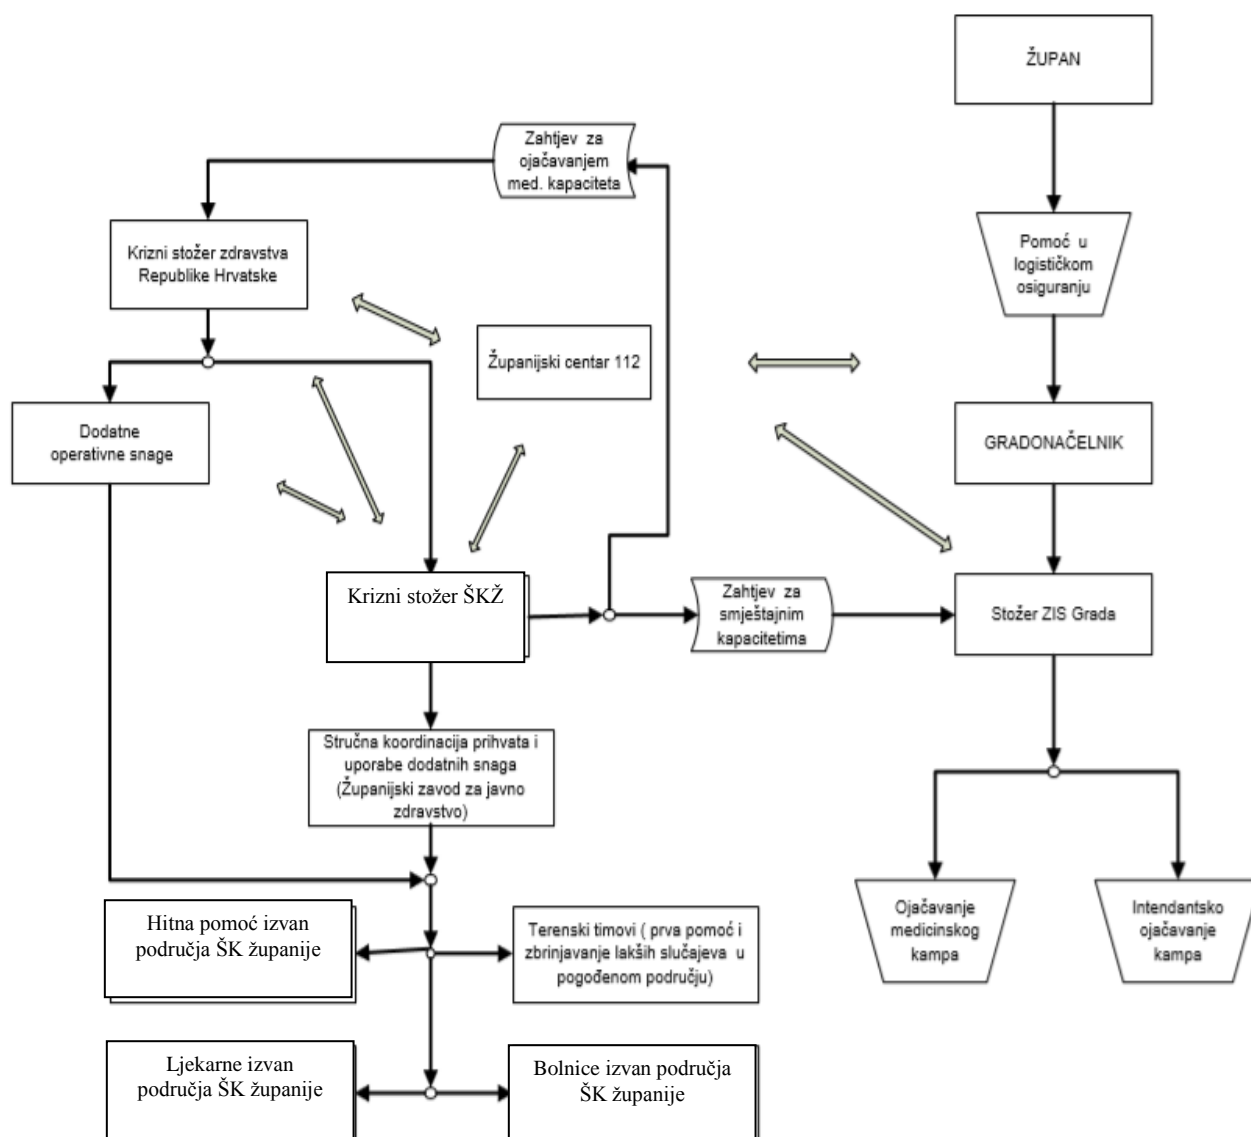 ŽUPAN
Zahtjev za
ojačavanjem
med. kapaciteta
Krizni stožer zdravstva
Republike Hrvatske
Pomoć u
logističkom
osiguranju
Županijski centar 112
Dodatne
operativne snage
GRADONAČELNIK
Krizni stožer ŠKŽ
Zahtjev za
smještajnim
kapacitetima
Stožer ZIS Grada
Stručna koordinacija prihvata i
uporabe dodatnih snaga
(Županijski zavod za javno
zdravstvo)
Hitna pomoć izvan
područja ŠK županije
Terenski timovi ( prva pomoć i
zbrinjavanje lakših slučajeva u
pogođenom području)
Ojačavanje
medicinskog
kampa
Intendantsko
ojačavanje
kampa
Ljekarne izvan
područja ŠK županije
Bolnice izvan područja
ŠK županije